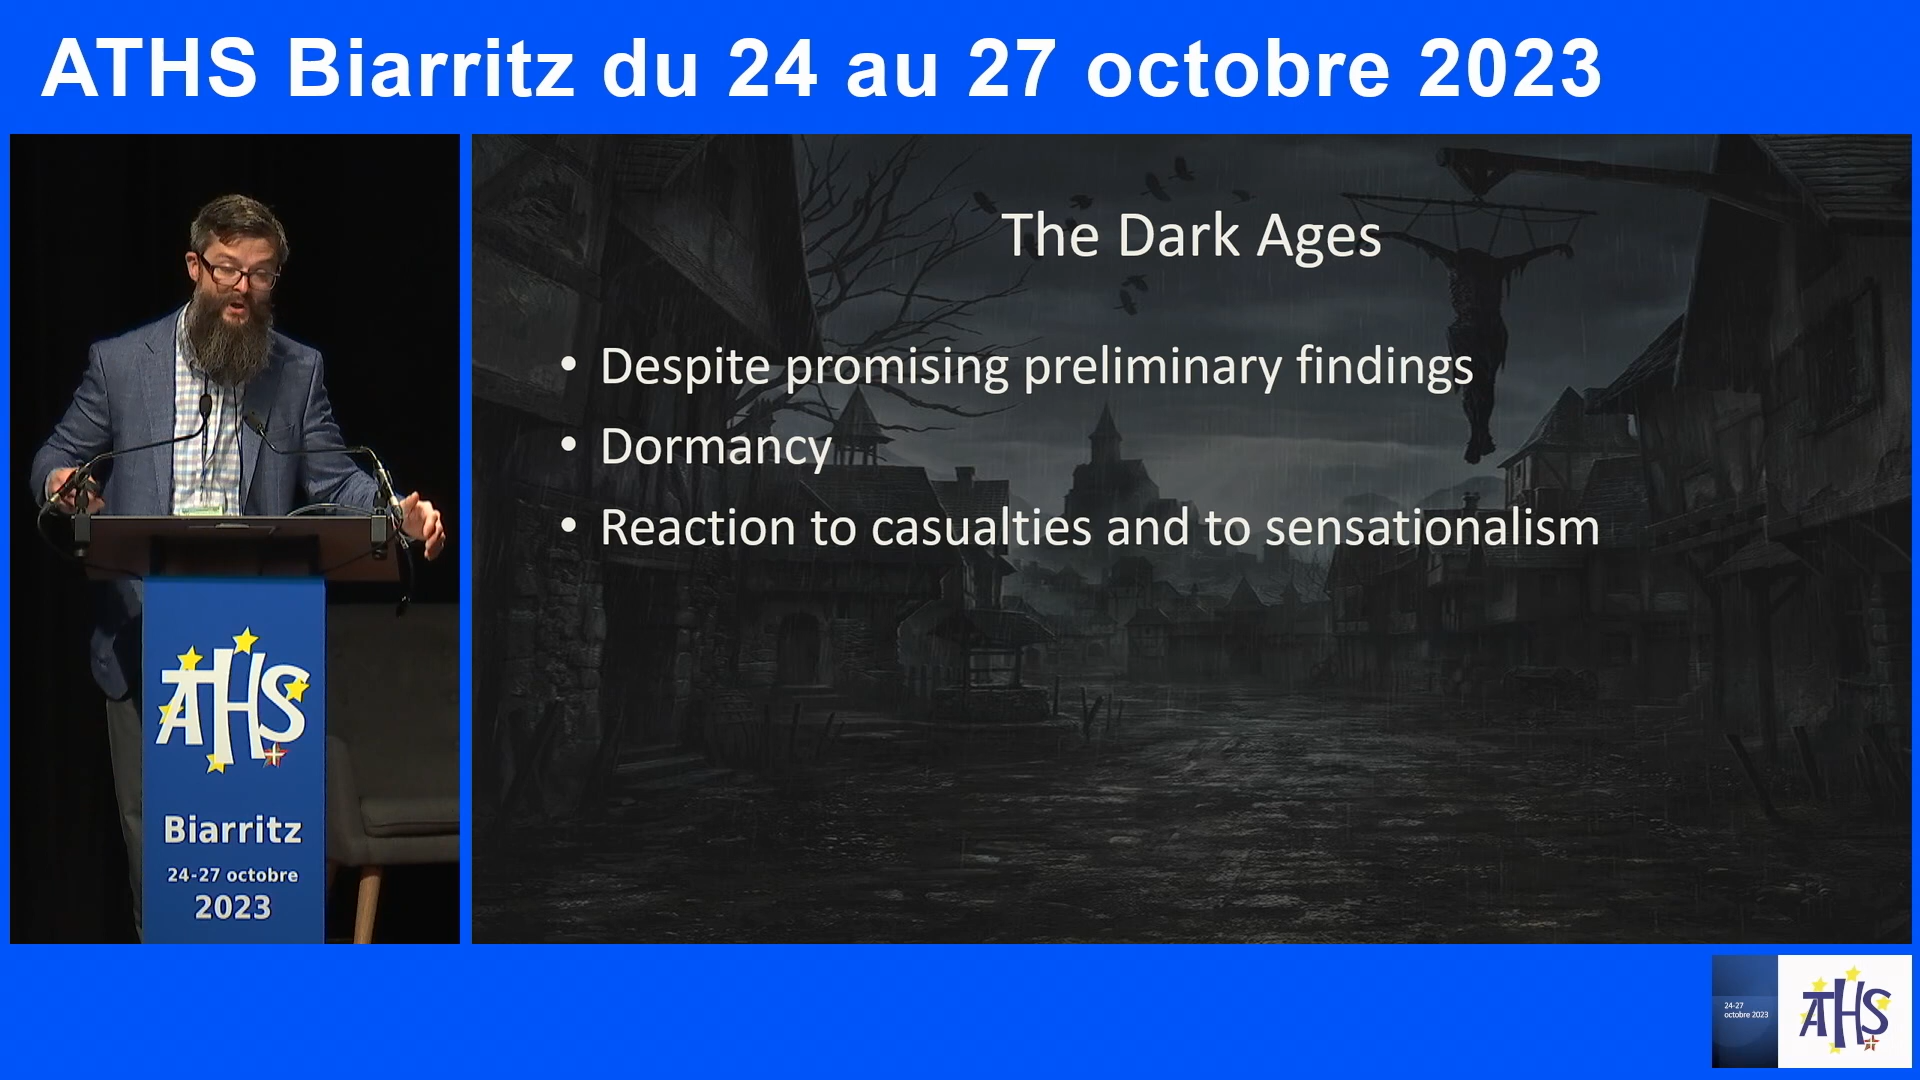 ATHS Biarritz du 24 au 27 octobre 2023
The Dark Ages
• Despite promising preliminary findings
• Dormancy
• Reaction to casualties and to sensationalism
ATHS
Biarritz
24-27 octobre
2023
24-27
octobre 2023
ATHS